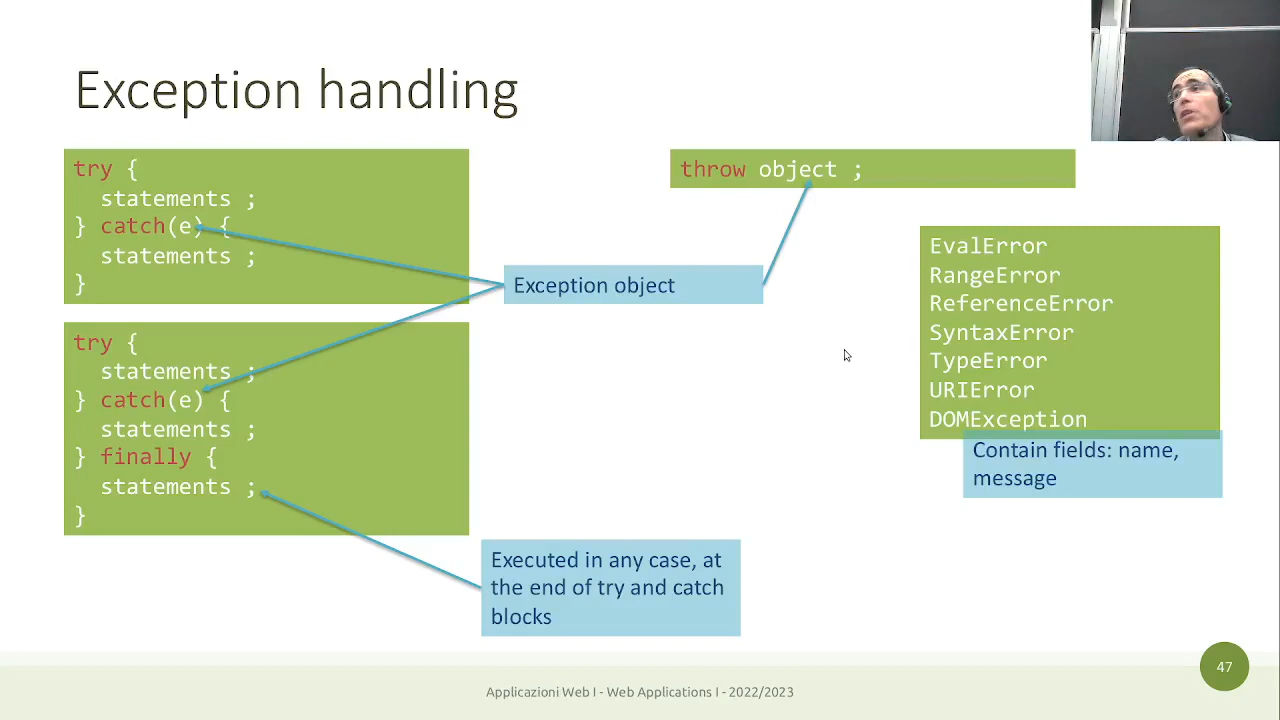 Exception handling
try {
statements ;
} catch(e) {
statements ;
}
try {
statements ;
} catch(e) {
statements ;
} finally {
statements ;
}
throw object ;
Exception object
EvalError
RangeError
ReferenceError
SyntaxError
TypeError
URIError
DOMException
Contain fields: name,
message
Executed in any case, at
the end of try and catch
blocks
47
Applicazioni Web I - Web Applications I - 2022/2023